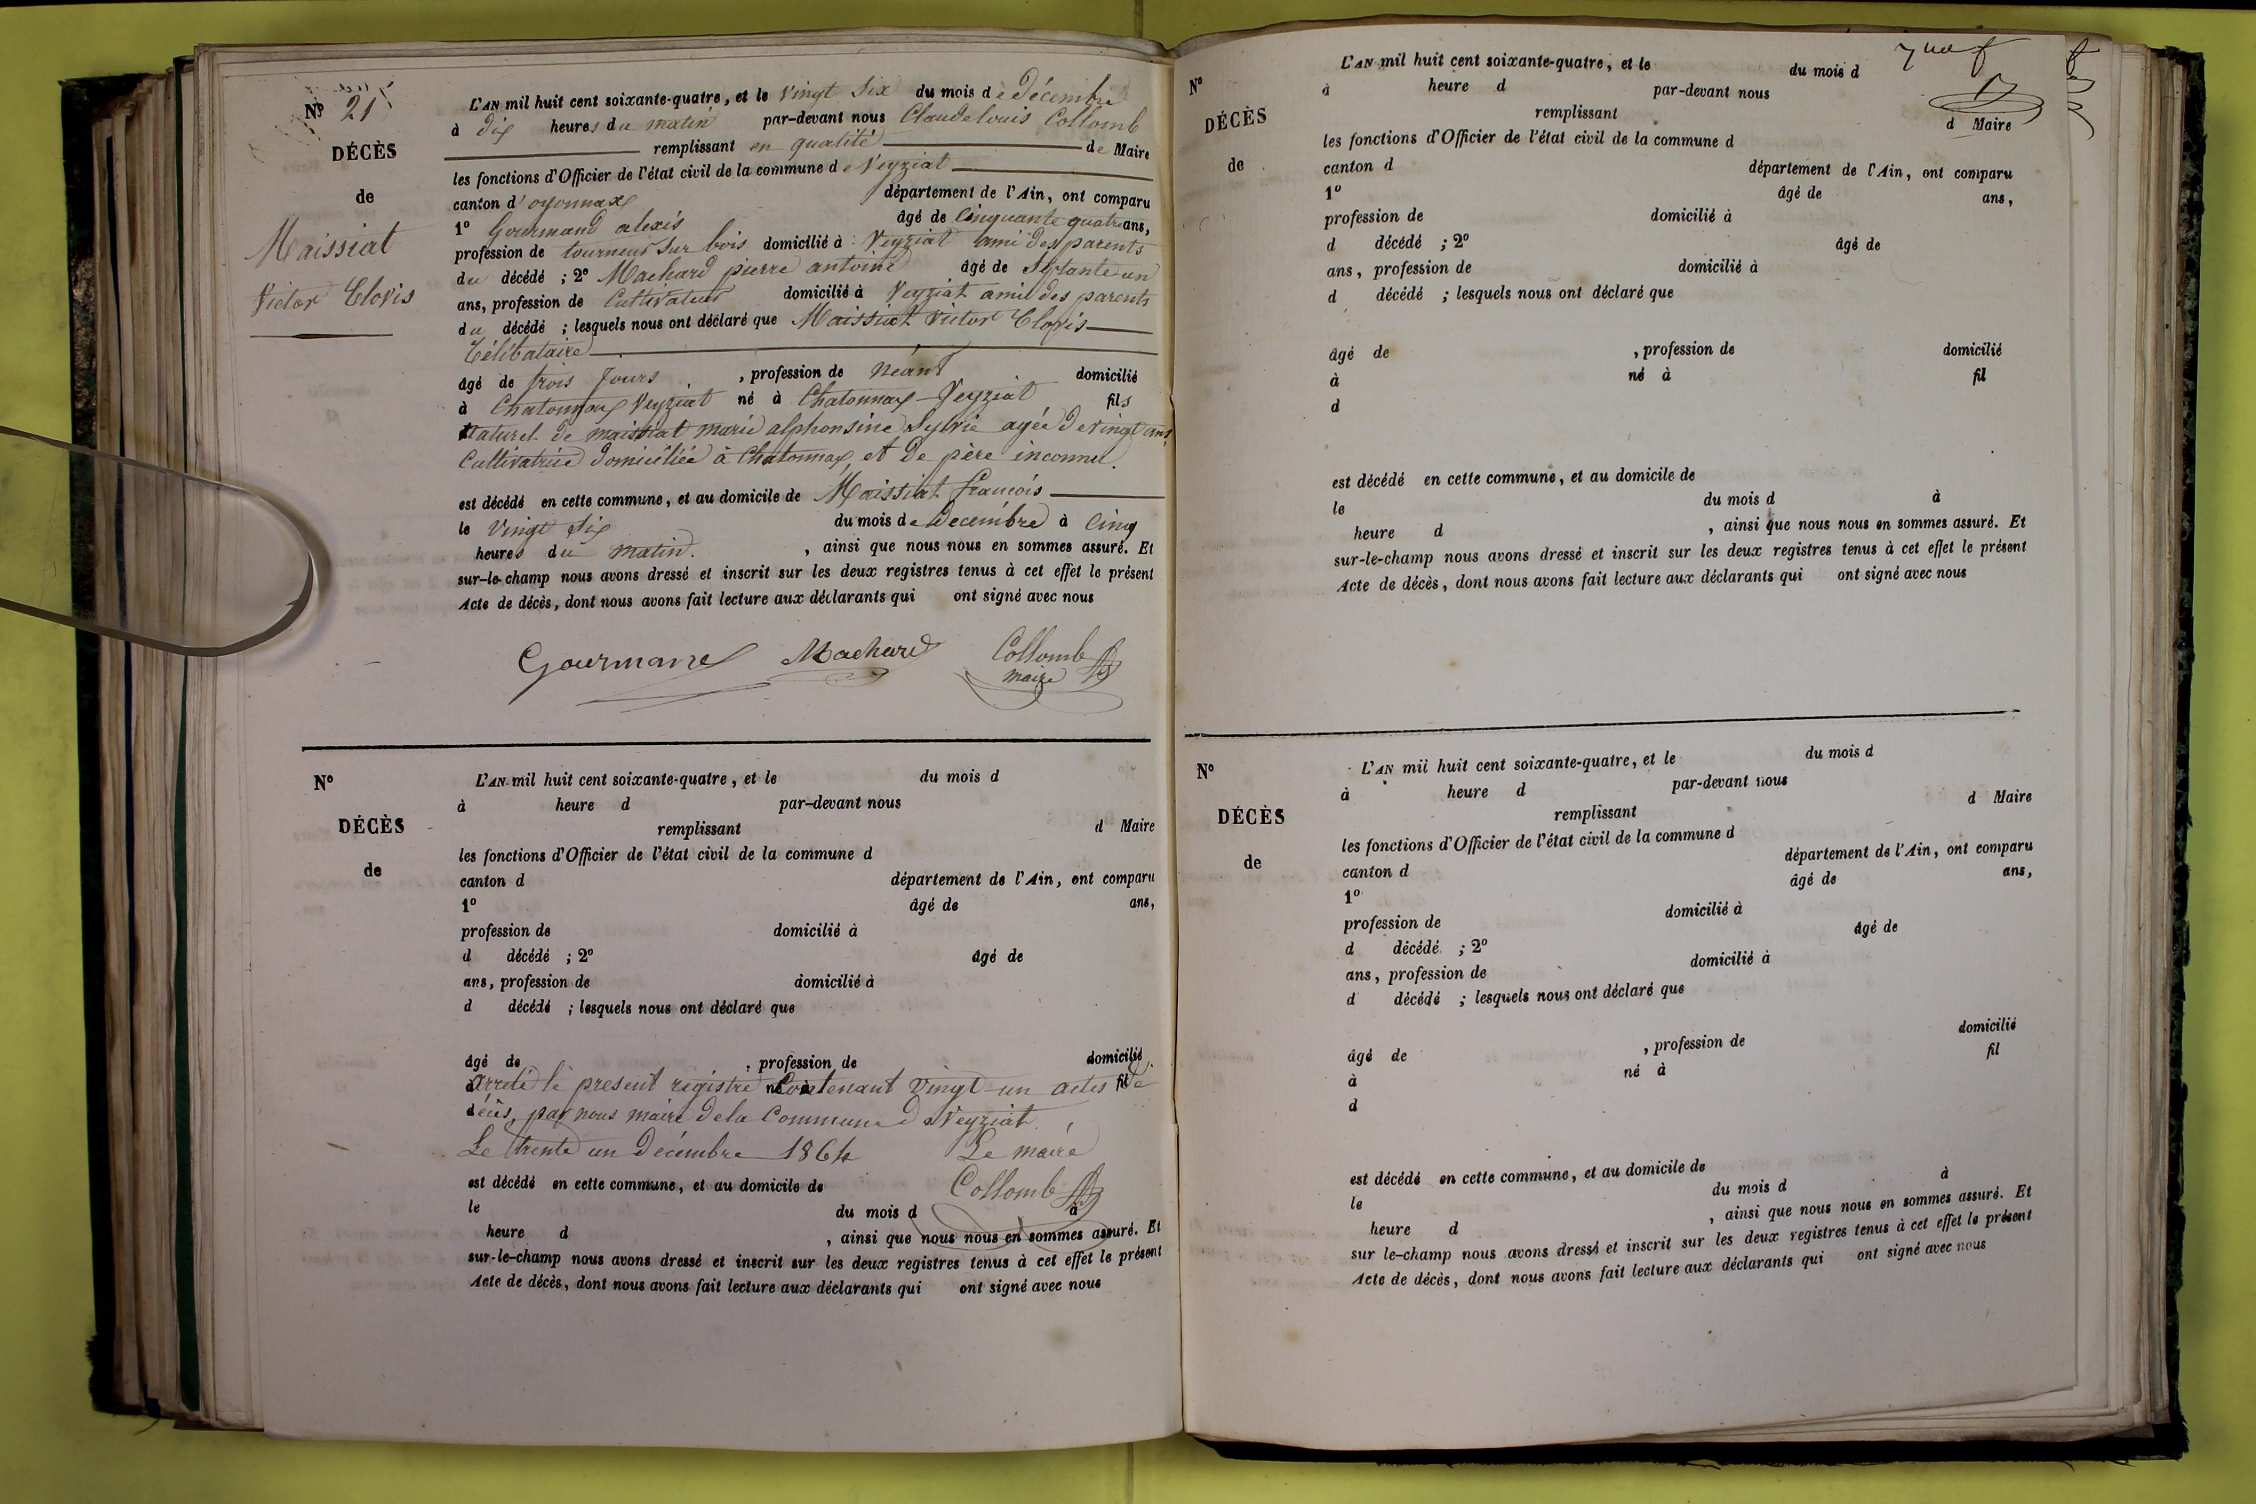 Nº 21
DÉCÈS
de
Maissiat
Victor Clovis
L'AN mil huit cent soixante-quatre, et le vingt six du mois de décembre
à dix heures du matin par-devant nous Claude louis Collomb
remplissant en qualité de Maire
les fonctions d'Officier de l'état civil de la commune de Veyziat
canton d'oyonnax département de l'Ain, ont comparu
1º Gourmand alexis âgé de Cinquante quatre ans,
profession de tourneur sur bois domicilié à Veyziat ami des parents
du décédé ; 2º Machard pierre antoine âgé de Septante un
ans, profession de Cultivateur domicilié à Veyziat amie des parents
du décédé ; lesquels nous ont déclaré que Maissiat Victor Clovis
Célibataire
âgé de trois Jours , profession de Néant domicilié
à Chatonnax Veyziat né à Chatonnax Veyziat fils
Naturel de maissiat marie alphonsine Sylvie agée de vingt ans
Cultivatrice domiciliée à Chatonnax, et de père inconnu.
est décédé en cette commune, et au domicile de Maissiat francois
le Vingt Six du mois de decembre à Cinq
heures du matin. , ainsi que nous nous en sommes assuré. Et
sur-le-champ nous avons dressé et inscrit sur les deux registres tenus à cet effet le présent
Acte de décès, dont nous avons fait lecture aux déclarants qui ont signé avec nous
Gourmand Machard Collomb
maire
Nº
DÉCÈS
de
L'AN mil huit cent soixante-quatre, et le du mois d
à heure d par-devant nous
remplissant d Maire
les fonctions d'Officier de l'état civil de la commune d
canton d département de l'Ain, ont comparu
1º âgé de ans,
profession de domicilié à
d décédé ; 2º âgé de
ans, profession de domicilié à
d décédé ; lesquels nous ont déclaré que
âgé de , profession de domicilié
à né à fil
arrêté le présent registre Contenant vingt-un actes de
décès, par nous maire de la Commune de Veyziat
Le trente un Décembre 1864 Le maire
Collomb
est décédé en cette commune, et au domicile de
le du mois d à
heure d , ainsi que nous nous en sommes assuré. Et
sur-le-champ nous avons dressé et inscrit sur les deux registres tenus à cet effet le présent
Acte de décès, dont nous avons fait lecture aux déclarants qui ont signé avec nous
Nº
DÉCÈS
de
L'AN mil huit cent soixante-quatre, et le du mois d
à heure d par-devant nous
remplissant d Maire
les fonctions d'Officier de l'état civil de la commune d
canton d département de l'Ain, ont comparu
1º âgé de ans,
profession de domicilié à
d décédé ; 2º âgé de
ans, profession de domicilié à
d décédé ; lesquels nous ont déclaré que
âgé de , profession de domicilié
à né à fil
d
est décédé en cette commune, et au domicile de
le du mois d à
heure d , ainsi que nous nous en sommes assuré. Et
sur-le-champ nous avons dressé et inscrit sur les deux registres tenus à cet effet le présent
Acte de décès, dont nous avons fait lecture aux déclarants qui ont signé avec nous
Nº
DÉCÈS
de
L'AN mil huit cent soixante-quatre, et le du mois d
à heure d par-devant nous
remplissant d Maire
les fonctions d'Officier de l'état civil de la commune d
canton d département de l'Ain, ont comparu
1º âgé de ans,
profession de domicilié à
d décédé ; 2º âgé de
ans, profession de domicilié à
d décédé ; lesquels nous ont déclaré que
âgé de , profession de domicilié
à né à fil
d
est décédé en cette commune, et au domicile de
le du mois d à
heure d , ainsi que nous nous en sommes assuré. Et
sur le-champ nous avons dressé et inscrit sur les deux registres tenus à cet effet le présent
Acte de décès, dont nous avons fait lecture aux déclarants qui ont signé avec nous